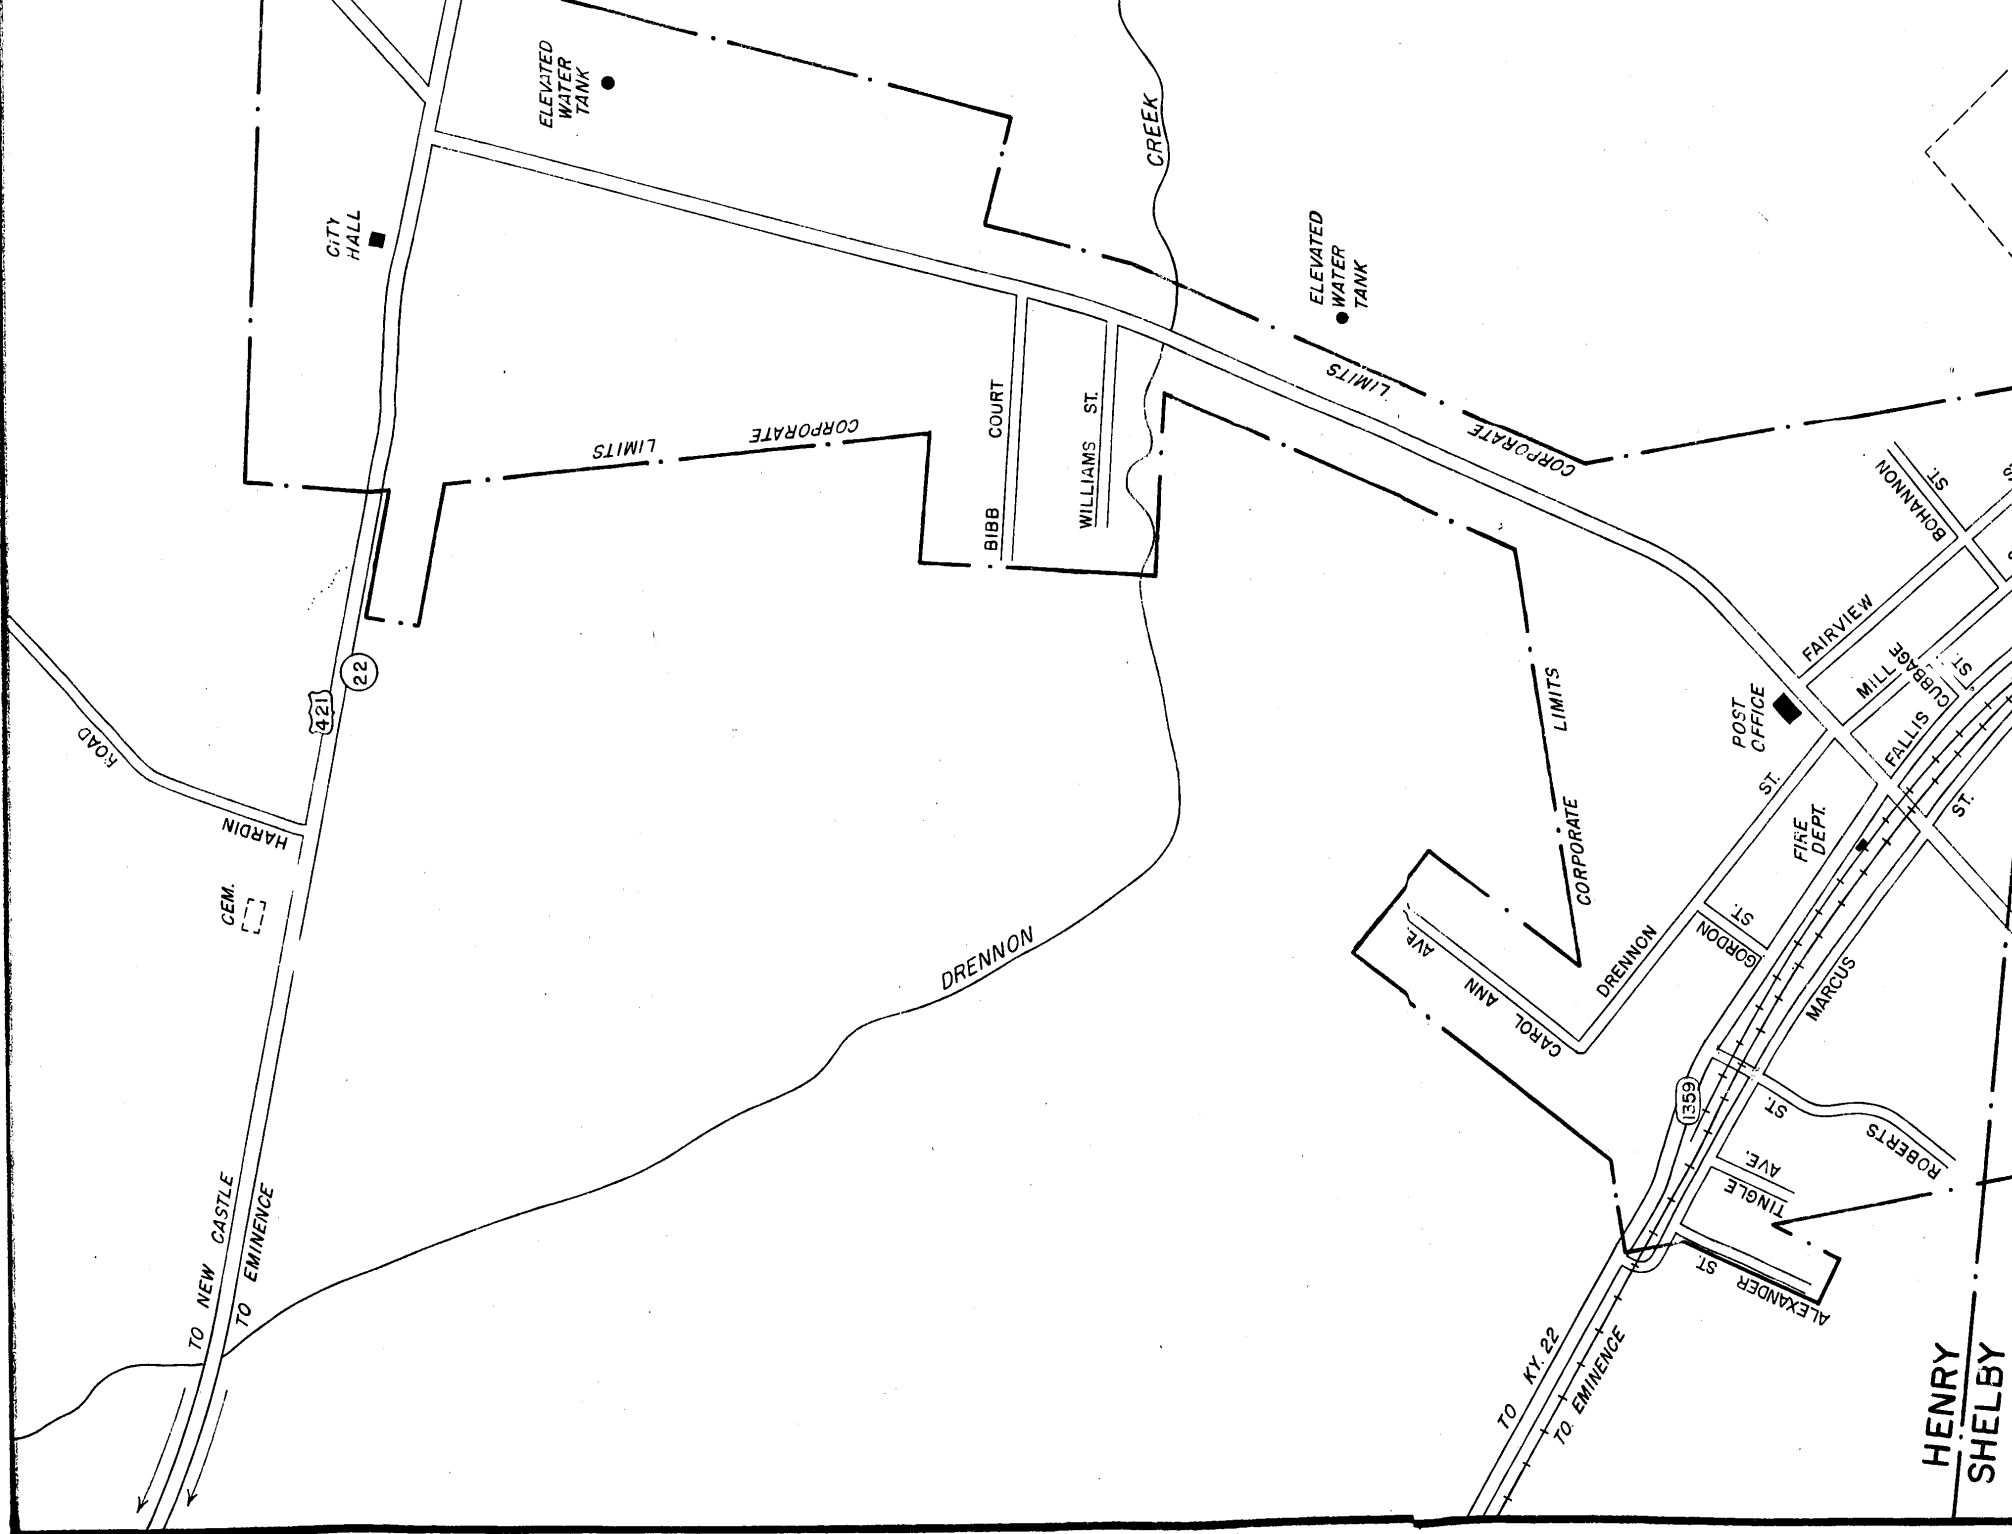 ELEVATED
WATER
TANK
CITY
HALL
CREEK
ELEVATED
WATER
TANK
LIMITS
CORPORATE
LIMITS
CORPORATE
BIBB COURT
WILLIAMS ST.
BOHANNON ST.
FAIRVIEW
MILL
CUBBAGE ST.
FALLIS
POST
OFFICE
ST.
FIRE
DEPT.
22
421
HARDIN ROAD
CEM.
CORPORATE LIMITS
DRENNON
DRENNON ST.
GORDON ST.
CAROL ANN AVE.
MARCUS
1359
ROBERTS ST.
TINGLE AVE.
ALEXANDER ST.
TO NEW CASTLE
TO EMINENCE
TO KY. 22
TO EMINENCE
HENRY
SHELBY